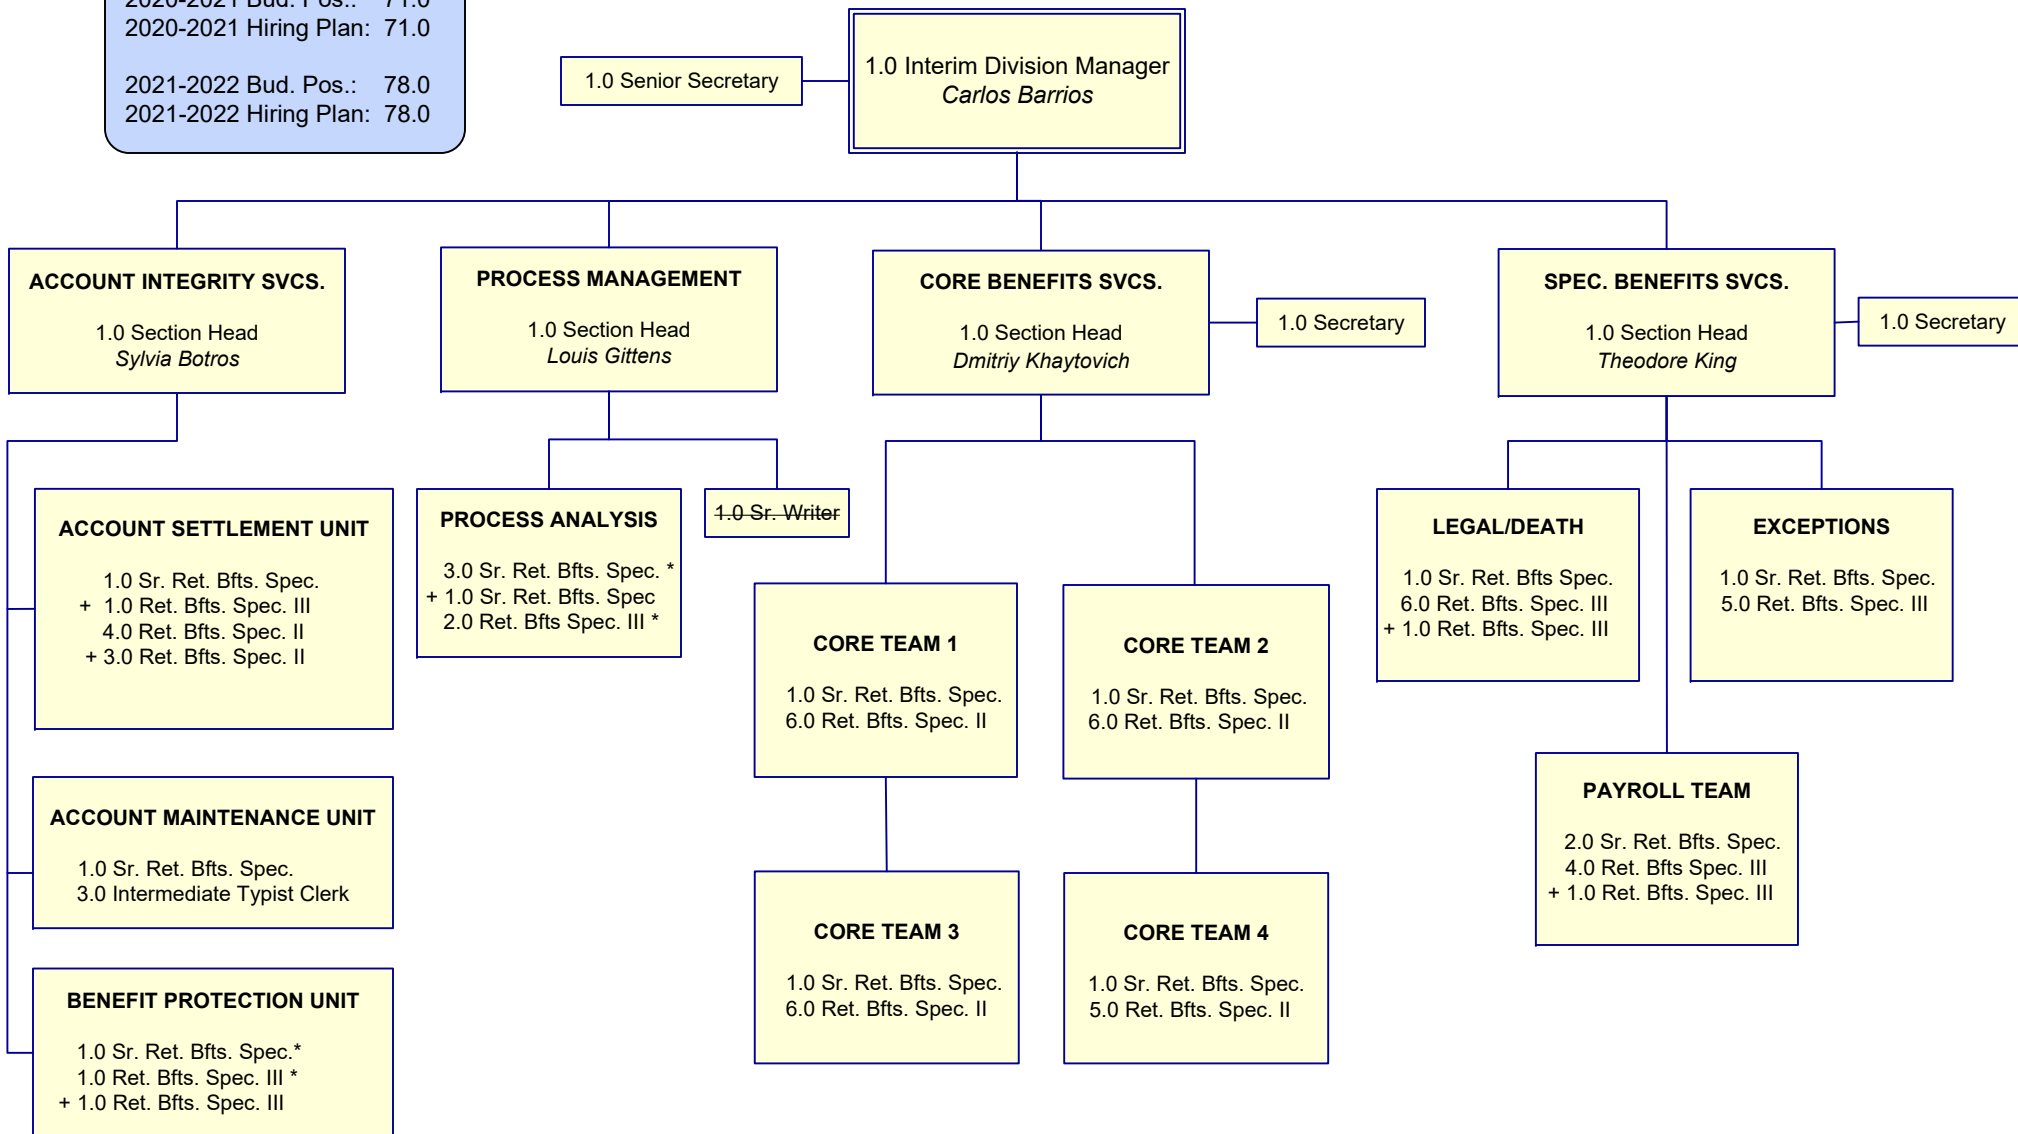 2020-2021 Bud. Pos.: 71.0
2020-2021 Hiring Plan: 71.0
2021-2022 Bud. Pos.: 78.0
2021-2022 Hiring Plan: 78.0
1.0 Senior Secretary
1.0 Interim Division Manager
Carlos Barrios
ACCOUNT INTEGRITY SVCS.
1.0 Section Head
Sylvia Botros
PROCESS MANAGEMENT
1.0 Section Head
Louis Gittens
CORE BENEFITS SVCS.
1.0 Section Head
Dmitriy Khaytovich
1.0 Secretary
SPEC. BENEFITS SVCS.
1.0 Section Head
Theodore King
1.0 Secretary
ACCOUNT SETTLEMENT UNIT
1.0 Sr. Ret. Bfts. Spec.
+ 1.0 Ret. Bfts. Spec. III
4.0 Ret. Bfts. Spec. II
+ 3.0 Ret. Bfts. Spec. II
ACCOUNT MAINTENANCE UNIT
1.0 Sr. Ret. Bfts. Spec.
3.0 Intermediate Typist Clerk
BENEFIT PROTECTION UNIT
1.0 Sr. Ret. Bfts. Spec.*
1.0 Ret. Bfts. Spec. III *
+ 1.0 Ret. Bfts. Spec. III
PROCESS ANALYSIS
3.0 Sr. Ret. Bfts. Spec. *
+ 1.0 Sr. Ret. Bfts. Spec
2.0 Ret. Bfts Spec. III *
1.0 Sr. Writer
CORE TEAM 1
1.0 Sr. Ret. Bfts. Spec.
6.0 Ret. Bfts. Spec. II
CORE TEAM 2
1.0 Sr. Ret. Bfts. Spec.
6.0 Ret. Bfts. Spec. II
CORE TEAM 3
1.0 Sr. Ret. Bfts. Spec.
6.0 Ret. Bfts. Spec. II
CORE TEAM 4
1.0 Sr. Ret. Bfts. Spec.
5.0 Ret. Bfts. Spec. II
LEGAL/DEATH
1.0 Sr. Ret. Bfts Spec.
6.0 Ret. Bfts. Spec. III
+ 1.0 Ret. Bfts. Spec. III
EXCEPTIONS
1.0 Sr. Ret. Bfts. Spec.
5.0 Ret. Bfts. Spec. III
PAYROLL TEAM
2.0 Sr. Ret. Bfts. Spec.
4.0 Ret. Bfts Spec. III
+ 1.0 Ret. Bfts. Spec. III